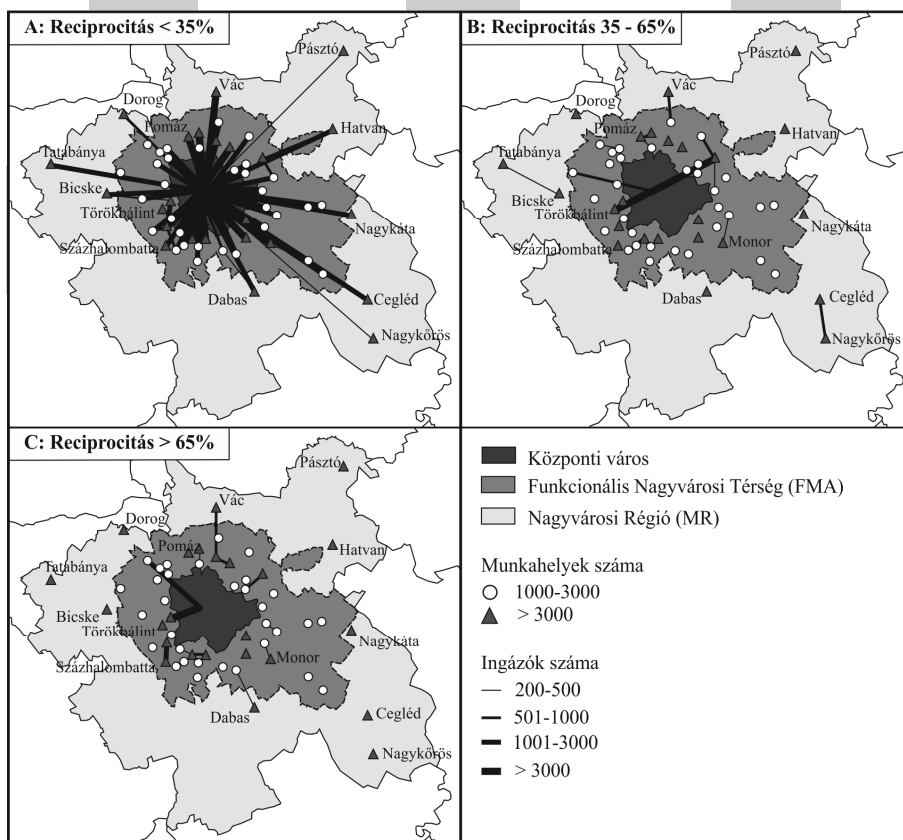 A: Reciprocitás < 35%
Pásztó
Vác
Dorog
Pomáz
Hatvan
Tatabánya
Bicske
Törökbálint
Nagykáta
Százhalombatta
Dabas
Cegléd
Nagykőrös
B: Reciprocitás 35 - 65%
Pásztó
Vác
Dorog
Pomáz
Hatvan
Tatabánya
Bicske
Törökbálint
Nagykáta
Százhalombatta
Monor
Dabas
Cegléd
Nagykőrös
C: Reciprocitás > 65%
Pásztó
Vác
Dorog
Pomáz
Hatvan
Tatabánya
Bicske
Törökbálint
Nagykáta
Százhalombatta
Monor
Dabas
Cegléd
Nagykőrös
Központi város
Funkcionális Nagyvárosi Térség (FMA)
Nagyvárosi Régió (MR)
Munkahelyek száma
1000-3000
> 3000
Ingázók száma
200-500
501-1000
1001-3000
> 3000